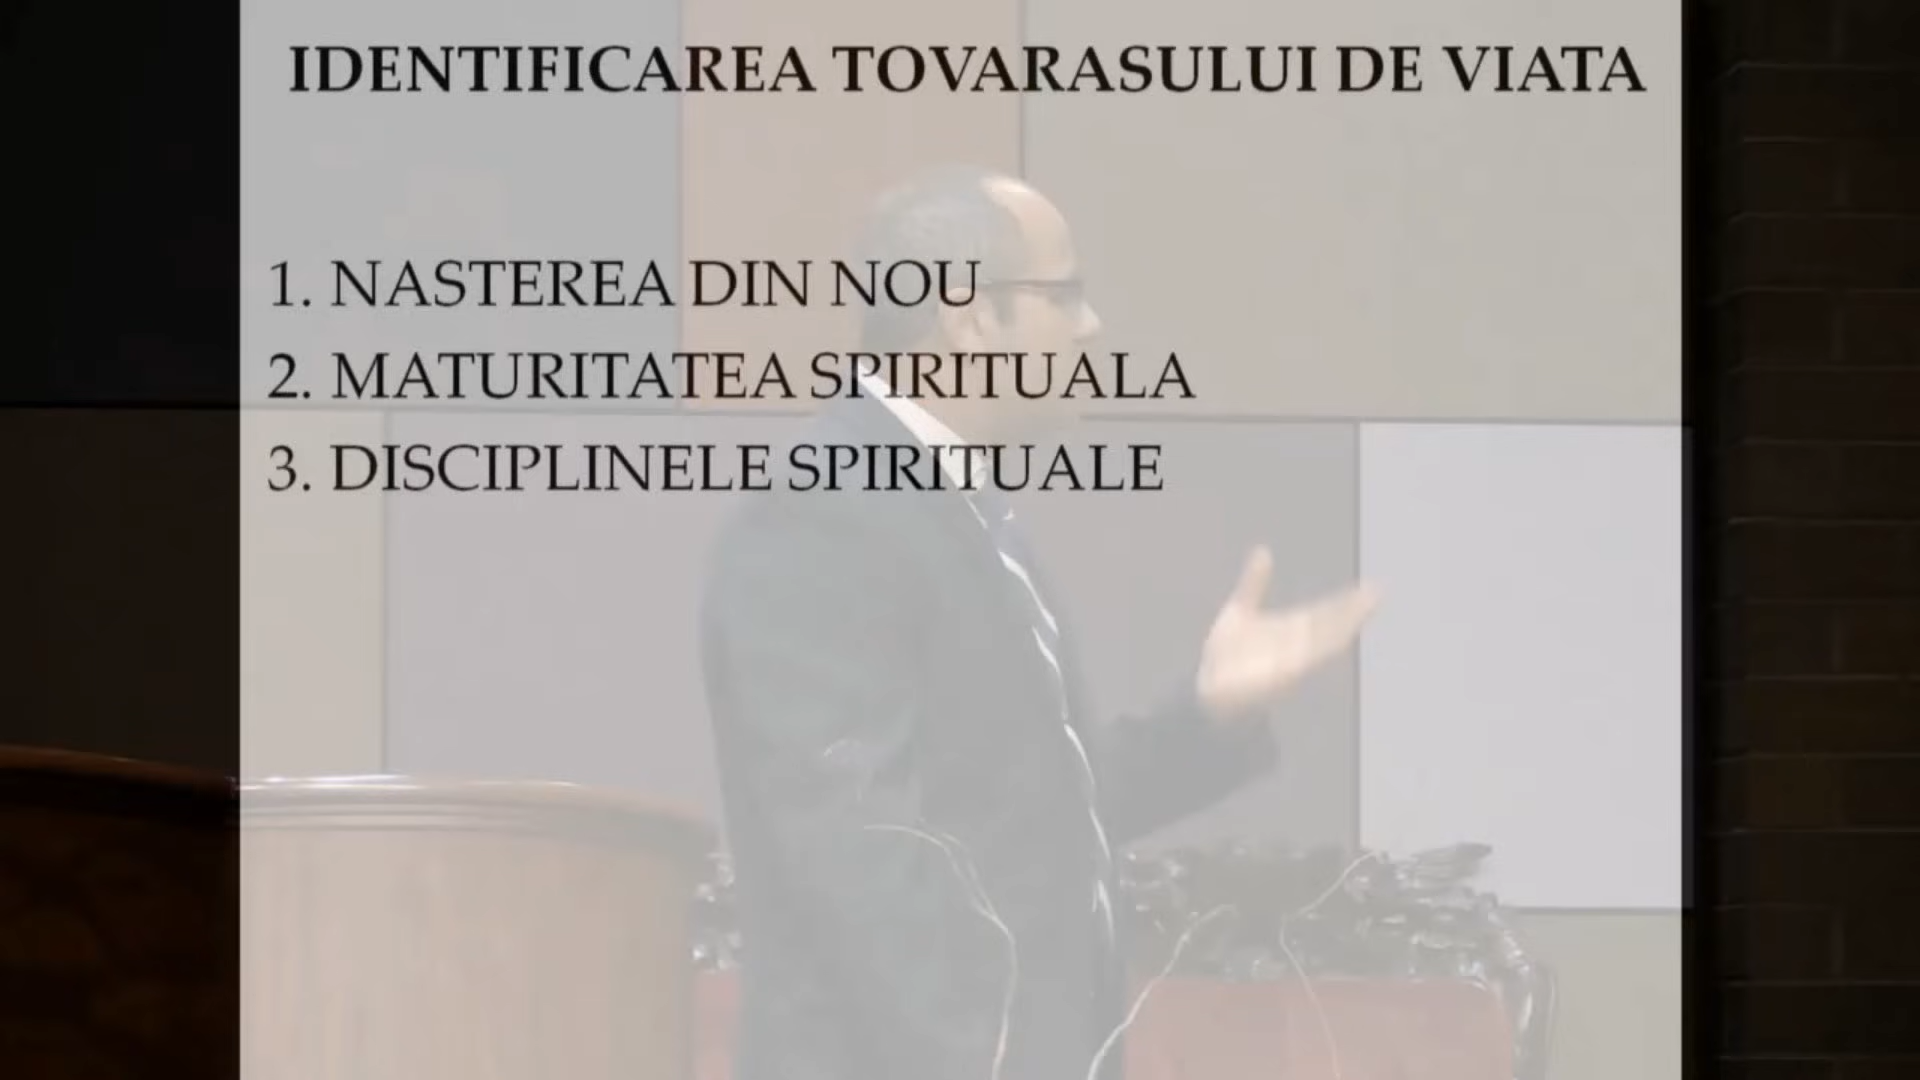 IDENTIFICAREA TOVARASULUI DE VIATA
1. NASTEREA DIN NOU
2. MATURITATEA SPIRITUALA
3. DISCIPLINELE SPIRITUALE